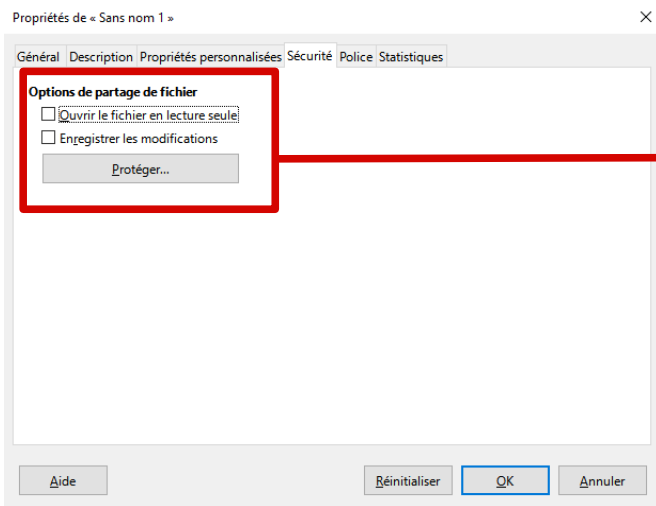 Propriétés de « Sans nom 1 »
Général Description Propriétés personnalisées Sécurité Police Statistiques
Options de partage de fichier
Ouvrir le fichier en lecture seule
Enregistrer les modifications
Protéger...
Aide Réinitialiser OK Annuler